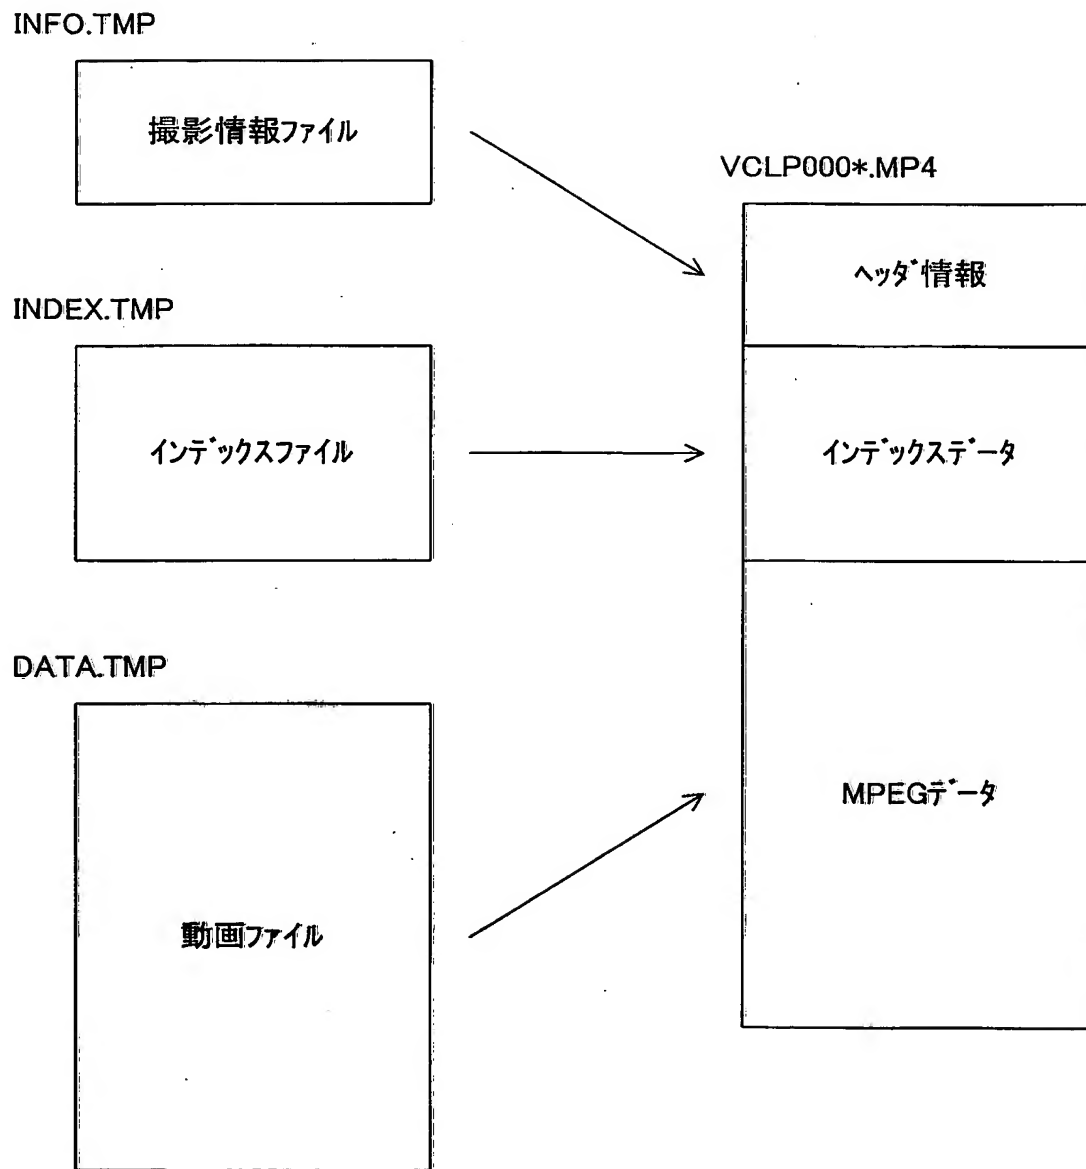 INFO.TMP
撮影情報ファイル
VCLP000*.MP4
ヘッダ情報
INDEX.TMP
インデックスファイル
インデックスデータ
DATA.TMP
MPEGデータ
動画ファイル